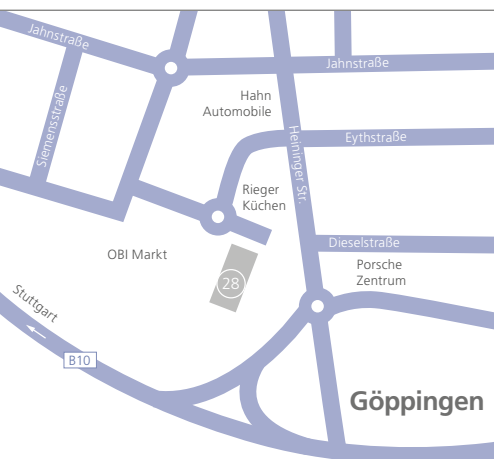 Jahnstraße
Jahnstraße
Siemensstraße
Hahn
Automobile
Heininger Str.
Eythstraße
Rieger
Küchen
Dieselstraße
OBI Markt
Porsche
Zentrum
28
Stuttgart
B10
Göppingen